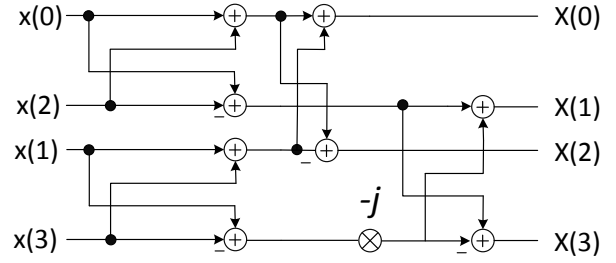 x(0) X(0)
x(2) − X(1)
x(1) − X(2)
-j
x(3) − − X(3)